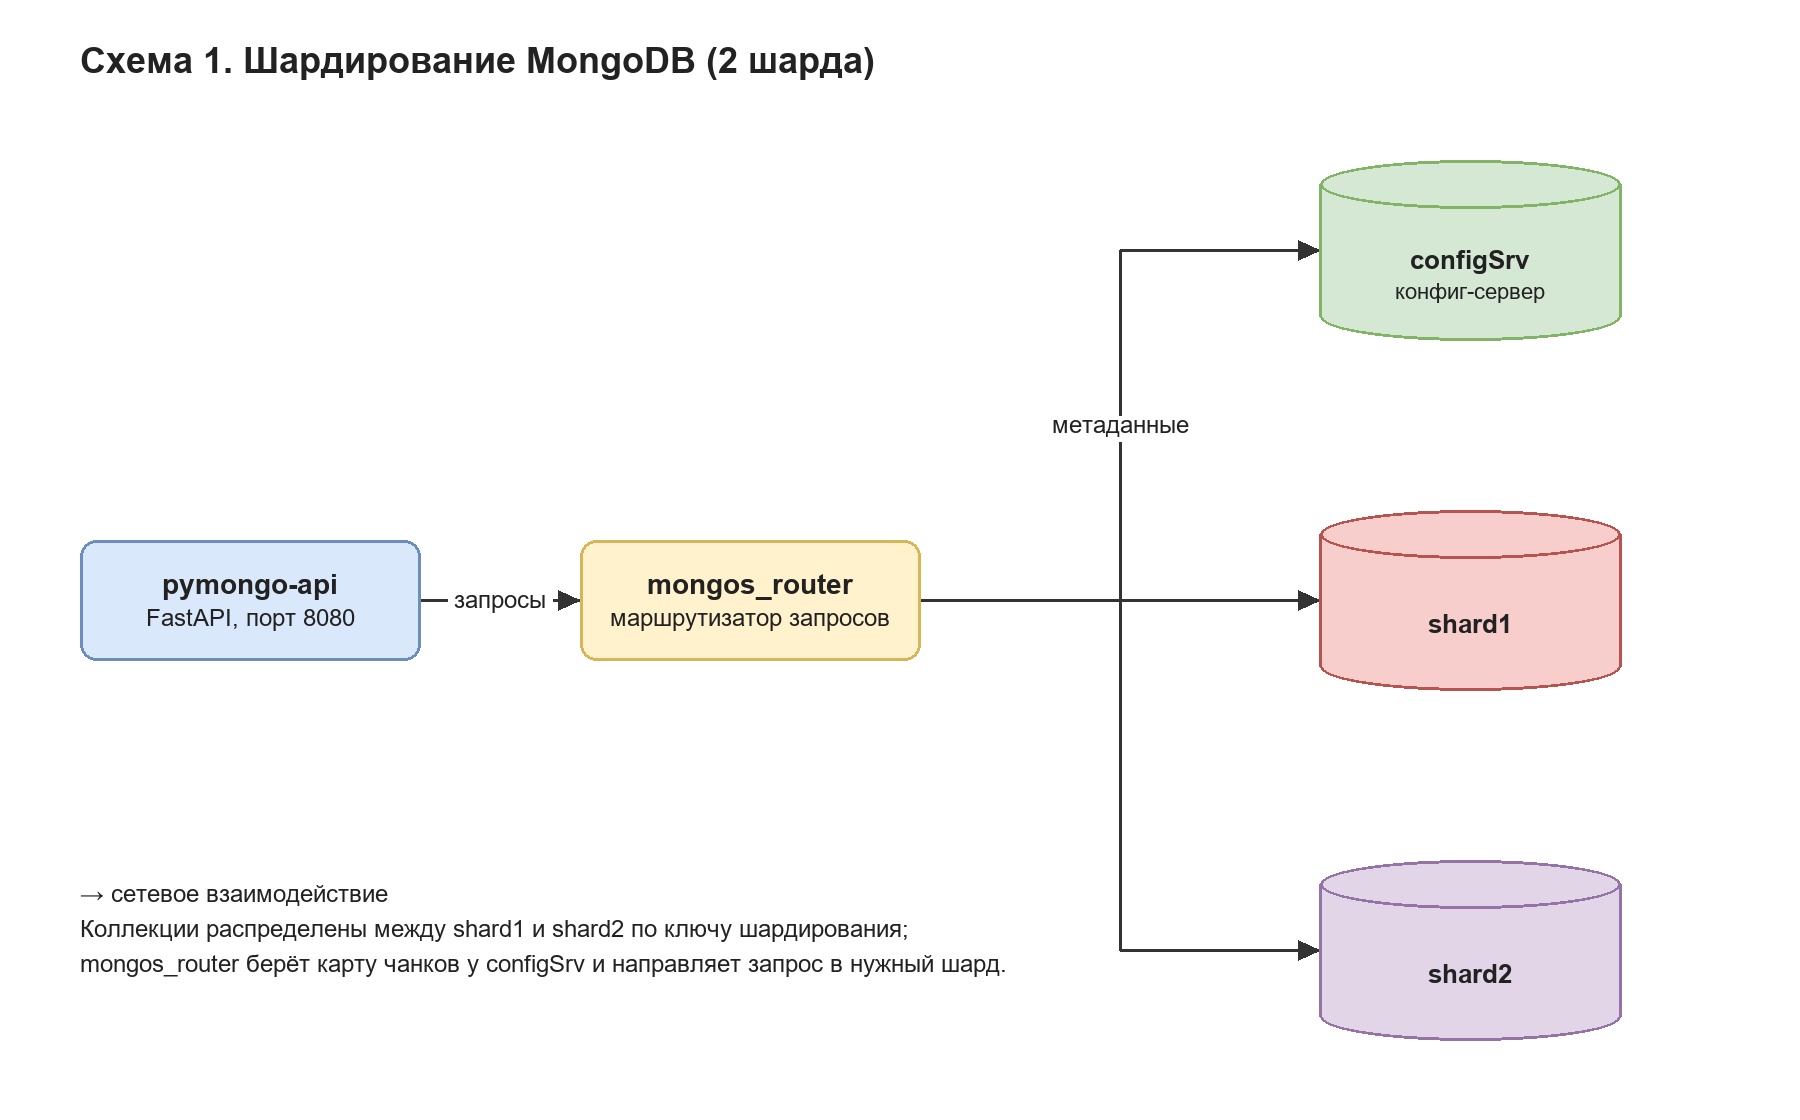 Схема 1. Шардирование MongoDB (2 шарда)
configSrv
конфиг-сервер
метаданные
pymongo-api
FastAPI, порт 8080
запросы
mongos_router
маршрутизатор запросов
shard1
shard2
→ сетевое взаимодействие
Коллекции распределены между shard1 и shard2 по ключу шардирования;
mongos_router берёт карту чанков у configSrv и направляет запрос в нужный шард.